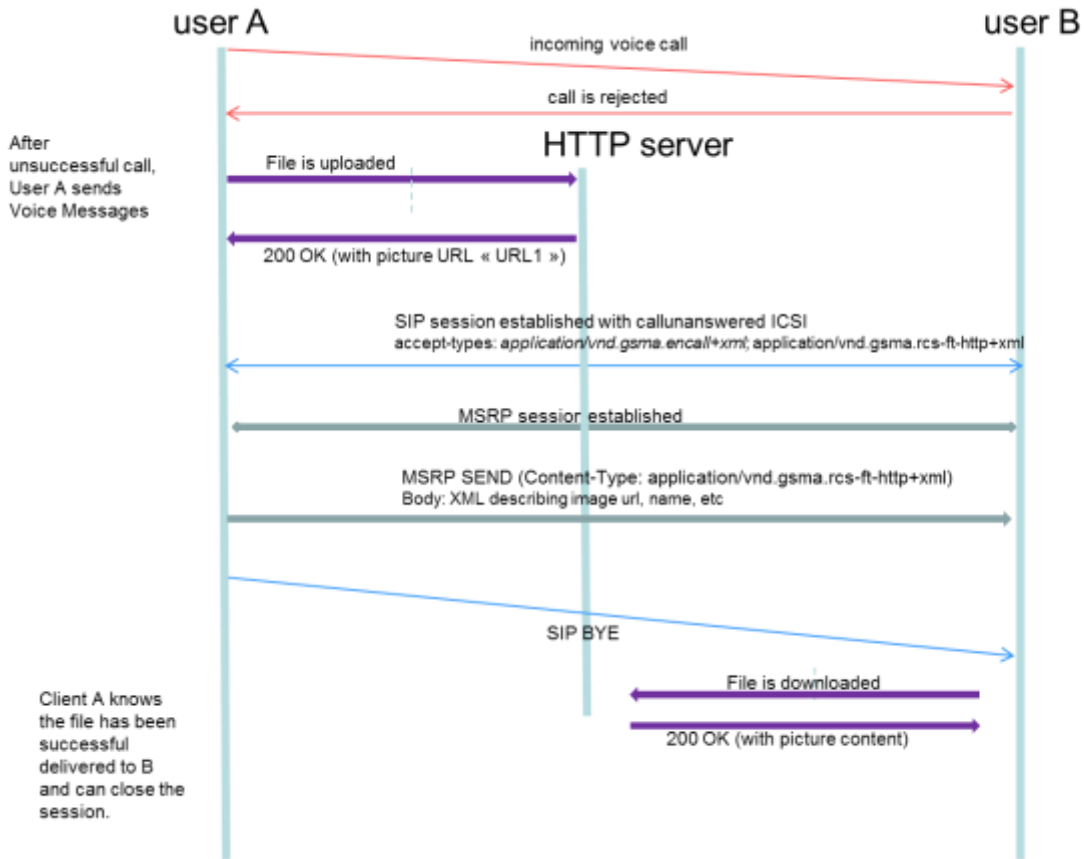 user A
user B
incoming voice call
call is rejected
After
unsuccessful call,
User A sends
Voice Messages
HTTP server
File is uploaded
200 OK (with picture URL « URL1 »)
SIP session established with callunanswered ICSI
accept-types: application/vnd.gsma.encall+xml; application/vnd.gsma.rcs-ft-http+xml
MSRP session established
MSRP SEND (Content-Type: application/vnd.gsma.rcs-ft-http+xml)
Body: XML describing image url, name, etc
SIP BYE
File is downloaded
200 OK (with picture content)
Client A knows
the file has been
successful
delivered to B
and can close the
session.